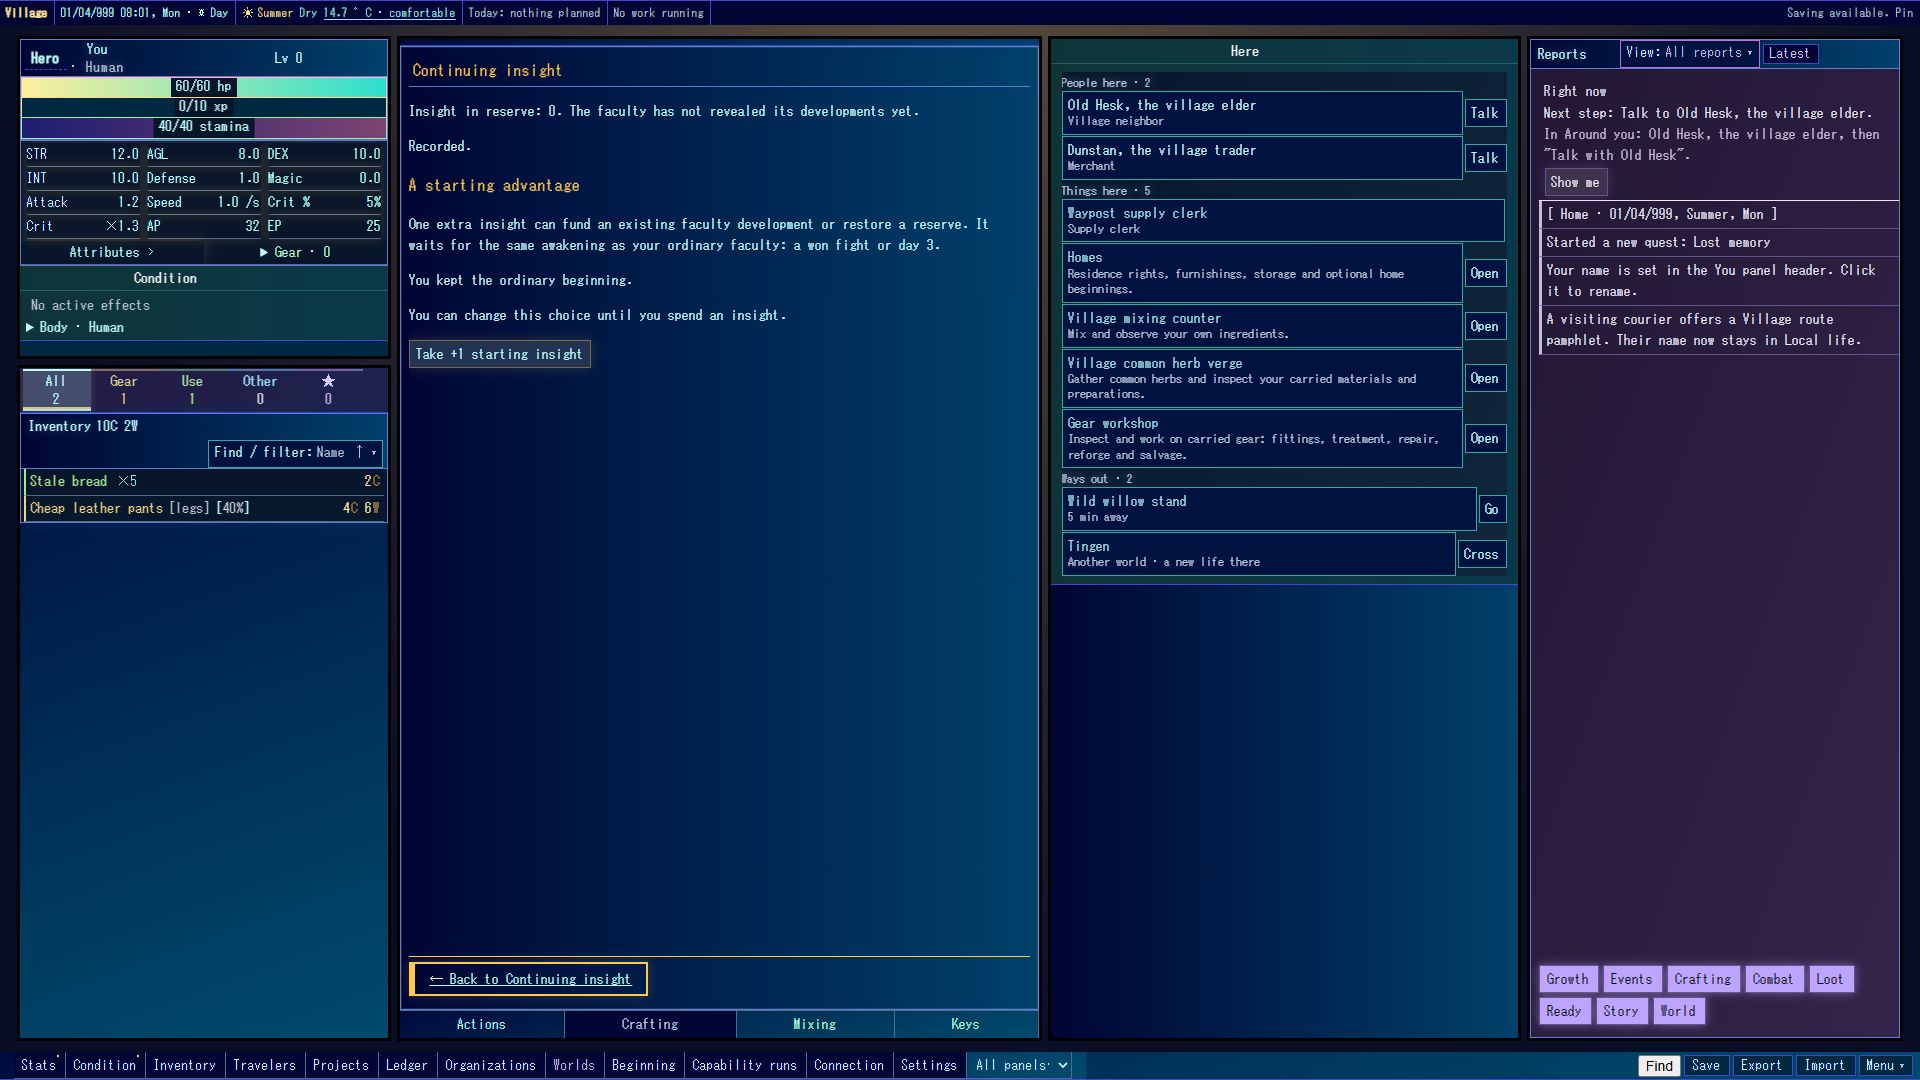 Village 01/04/999 08:01, Mon · ☀ Day ☀ Summer Dry 14.7 ° C · comfortable Today: nothing planned No work running Saving available. Pin
Hero · You Human Lv 0
60/60 hp
0/10 xp
40/40 stamina
STR 12.0 AGL 8.0 DEX 10.0
INT 10.0 Defense 1.0 Magic 0.0
Attack 1.2 Speed 1.0 /s Crit % 5%
Crit ×1.3 AP 32 EP 25
Attributes > ▶ Gear · 0
Condition
No active effects
▶ Body · Human
All Gear Use Other ★
2 1 1 0 0
Inventory 10C 2W
Find / filter: Name ↑ ▾
Stale bread ×5 2C
Cheap leather pants [legs] [40%] 4C 6W
Continuing insight
Insight in reserve: 0. The faculty has not revealed its developments yet.
Recorded.
A starting advantage
One extra insight can fund an existing faculty development or restore a reserve. It
waits for the same awakening as your ordinary faculty: a won fight or day 3.
You kept the ordinary beginning.
You can change this choice until you spend an insight.
Take +1 starting insight
← Back to Continuing insight
Actions Crafting Mixing Keys
Here
People here · 2
Old Hesk, the village elder
Village neighbor
Talk
Dunstan, the village trader
Merchant
Talk
Things here · 5
Waypost supply clerk
Supply clerk
Homes
Residence rights, furnishings, storage and optional home
beginnings.
Open
Village mixing counter
Mix and observe your own ingredients.
Open
Village common herb verge
Gather common herbs and inspect your carried materials and
preparations.
Open
Gear workshop
Inspect and work on carried gear: fittings, treatment, repair,
reforge and salvage.
Open
Ways out · 2
Wild willow stand
5 min away
Go
Tingen
Another world · a new life there
Cross
Reports View: All reports ▾ Latest
Right now
Next step: Talk to Old Hesk, the village elder.
In Around you: Old Hesk, the village elder, then
"Talk with Old Hesk".
Show me
[ Home · 01/04/999, Summer, Mon ]
Started a new quest: Lost memory
Your name is set in the You panel header. Click
it to rename.
A visiting courier offers a Village route
pamphlet. Their name now stays in Local life.
Growth Events Crafting Combat Loot
Ready Story World
Stats Condition Inventory Travelers Projects Ledger Organizations Worlds Beginning Capability runs Connection Settings All panels· Find Save Export Import Menu ▾